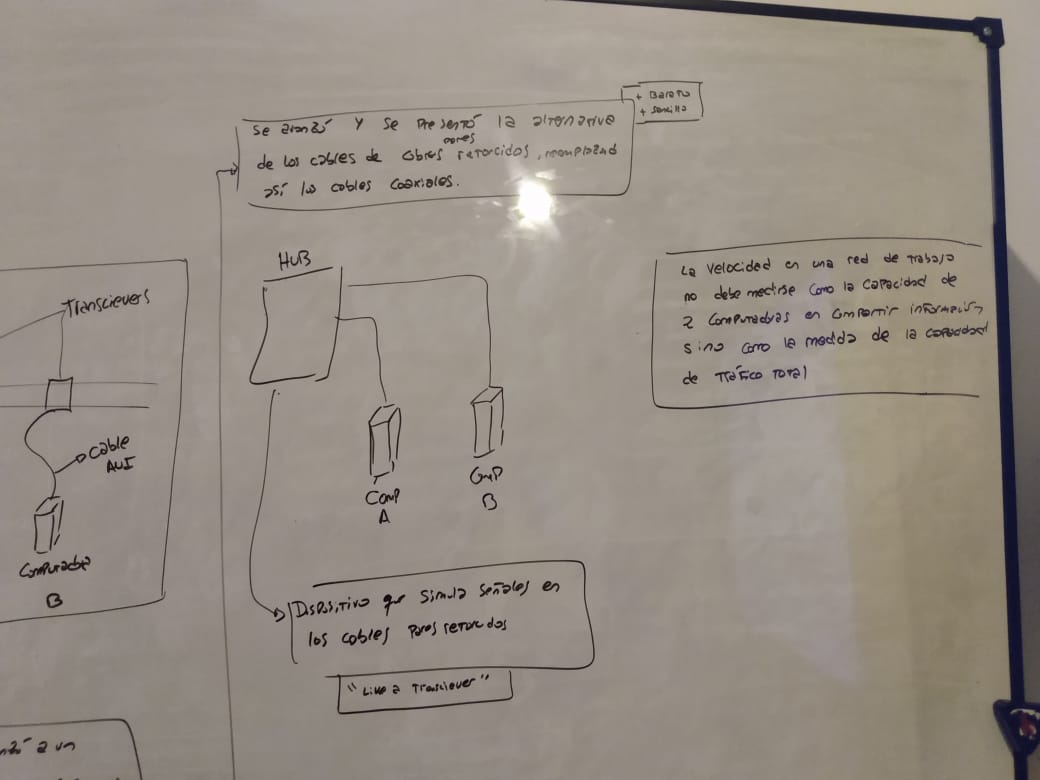 + Barato
+ Sencillo
Se avanzó y se presentó la alternativa
pares
de los cables de cobres retorcidos, reemplazand
así los cables coaxiales.
HUB
Transcievers
Cable
AUI
Computadora
B
Comp
A
Comp
B
La velocidad en una red de trabajo
no debe medirse como la capacidad de
2 computadoras en compartir información
sino como la medida de la capacidad
de Tráfico Total
Dispositivo que simula señales en
los cables pares retorcidos
"Like a Transciever"
a un